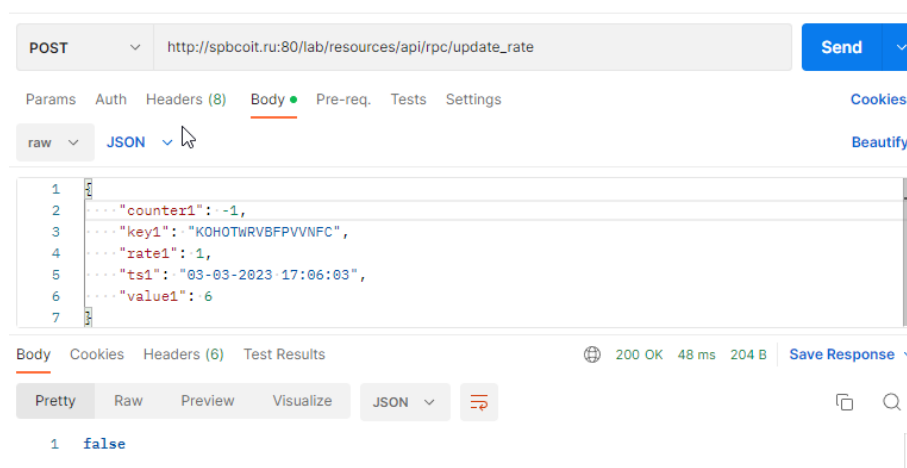 POST http://spbcoit.ru:80/lab/resources/api/rpc/update_rate Send
Params Auth Headers (8) Body Pre-req. Tests Settings Cookies
raw JSON Beautify
1 {
2 "counter1": -1,
3 "key1": "KOHOTWRVBFPVVNFC",
4 "rate1": 1,
5 "ts1": "03-03-2023 17:06:03",
6 "value1": 6
7 }
Body Cookies Headers (6) Test Results 200 OK 48 ms 204 B Save Response
Pretty Raw Preview Visualize JSON
1 false